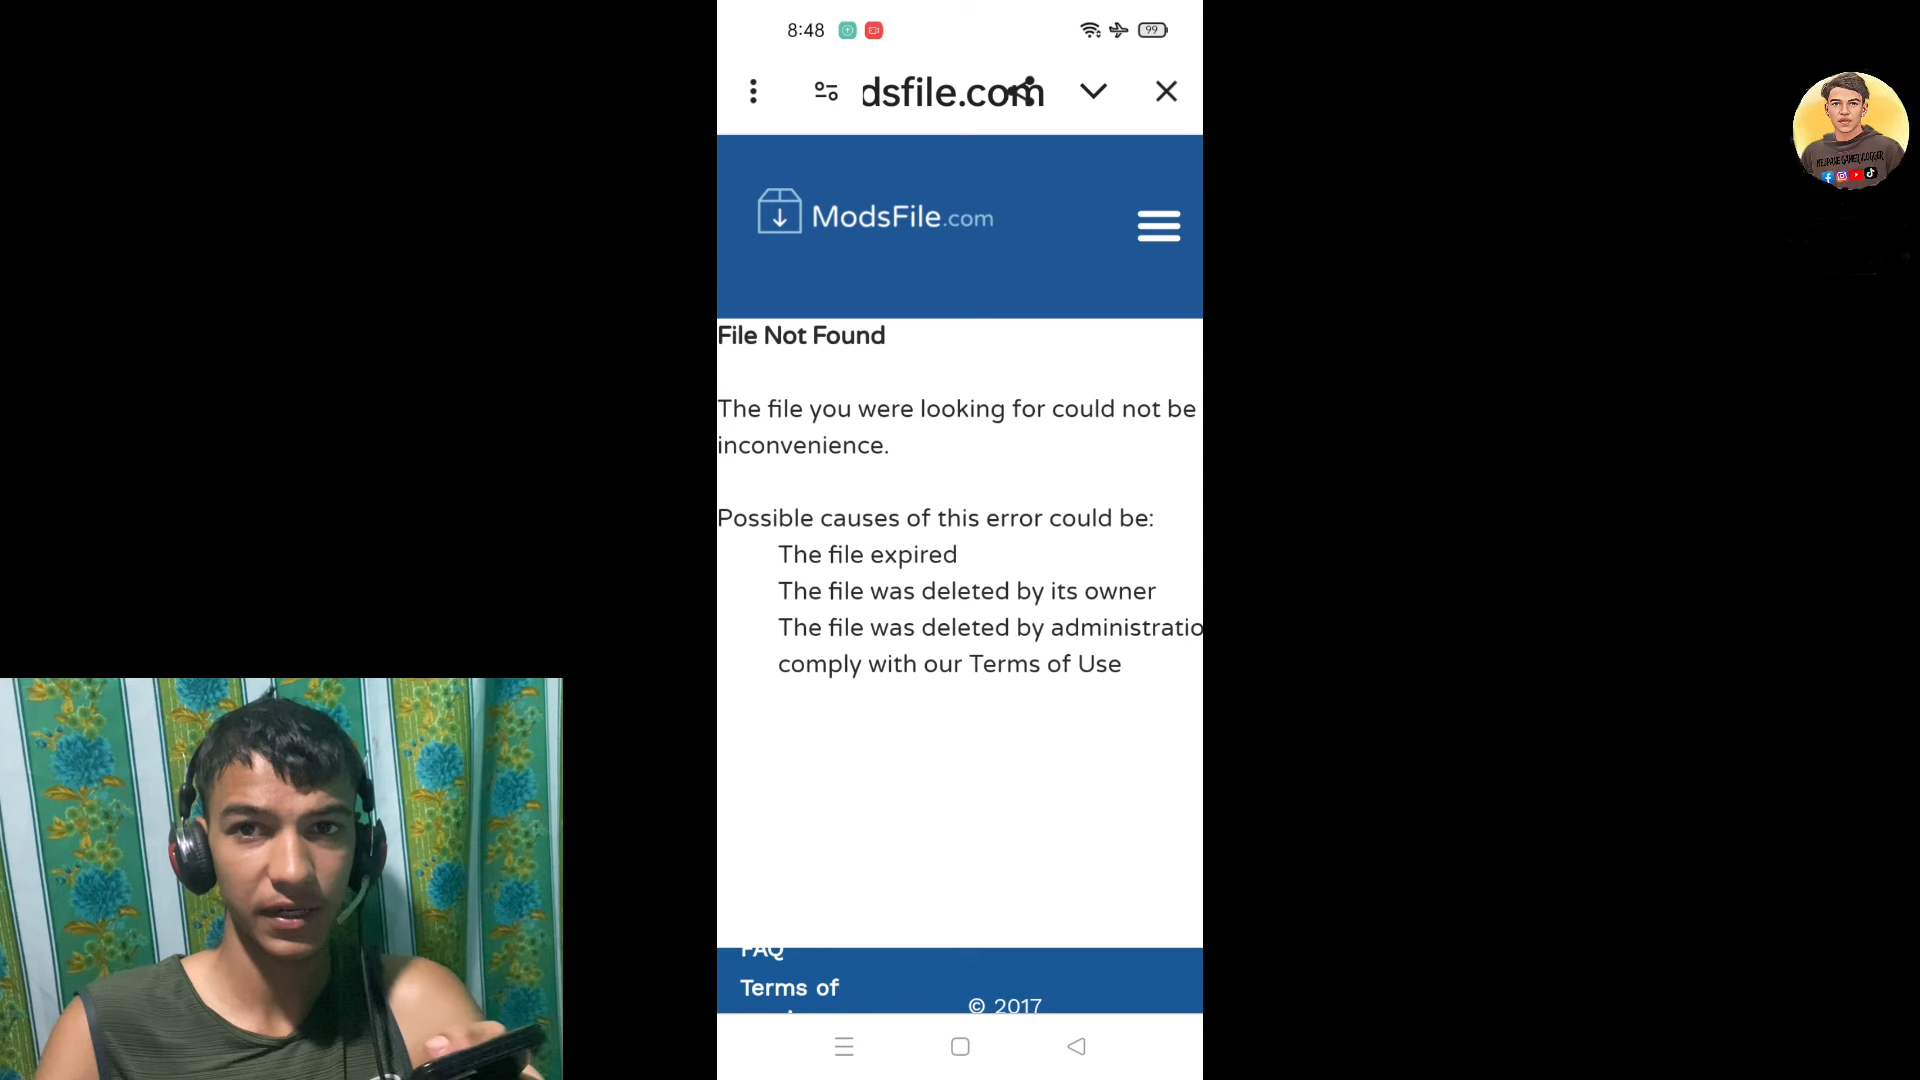 8:48
99
dsfile.com
ModsFile.com
File Not Found
The file you were looking for could not be
inconvenience.
Possible causes of this error could be:
The file expired
The file was deleted by its owner
The file was deleted by administratio
comply with our Terms of Use
FAQ
Terms of
© 2017